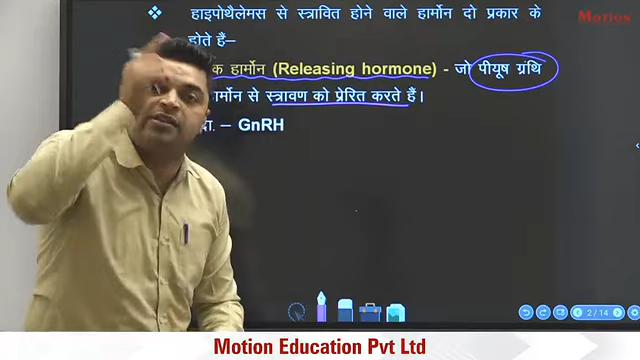 ❖ हाइपोथैलेमस से स्त्रावित होने वाले हार्मोन दो प्रकार के
होते हैं–
क हार्मोन (Releasing hormone) - जो पीयूष ग्रंथि
हार्मोन से स्त्रावण को प्रेरित करते हैं।
– GnRH
Motion
2 / 14
Motion Education Pvt Ltd